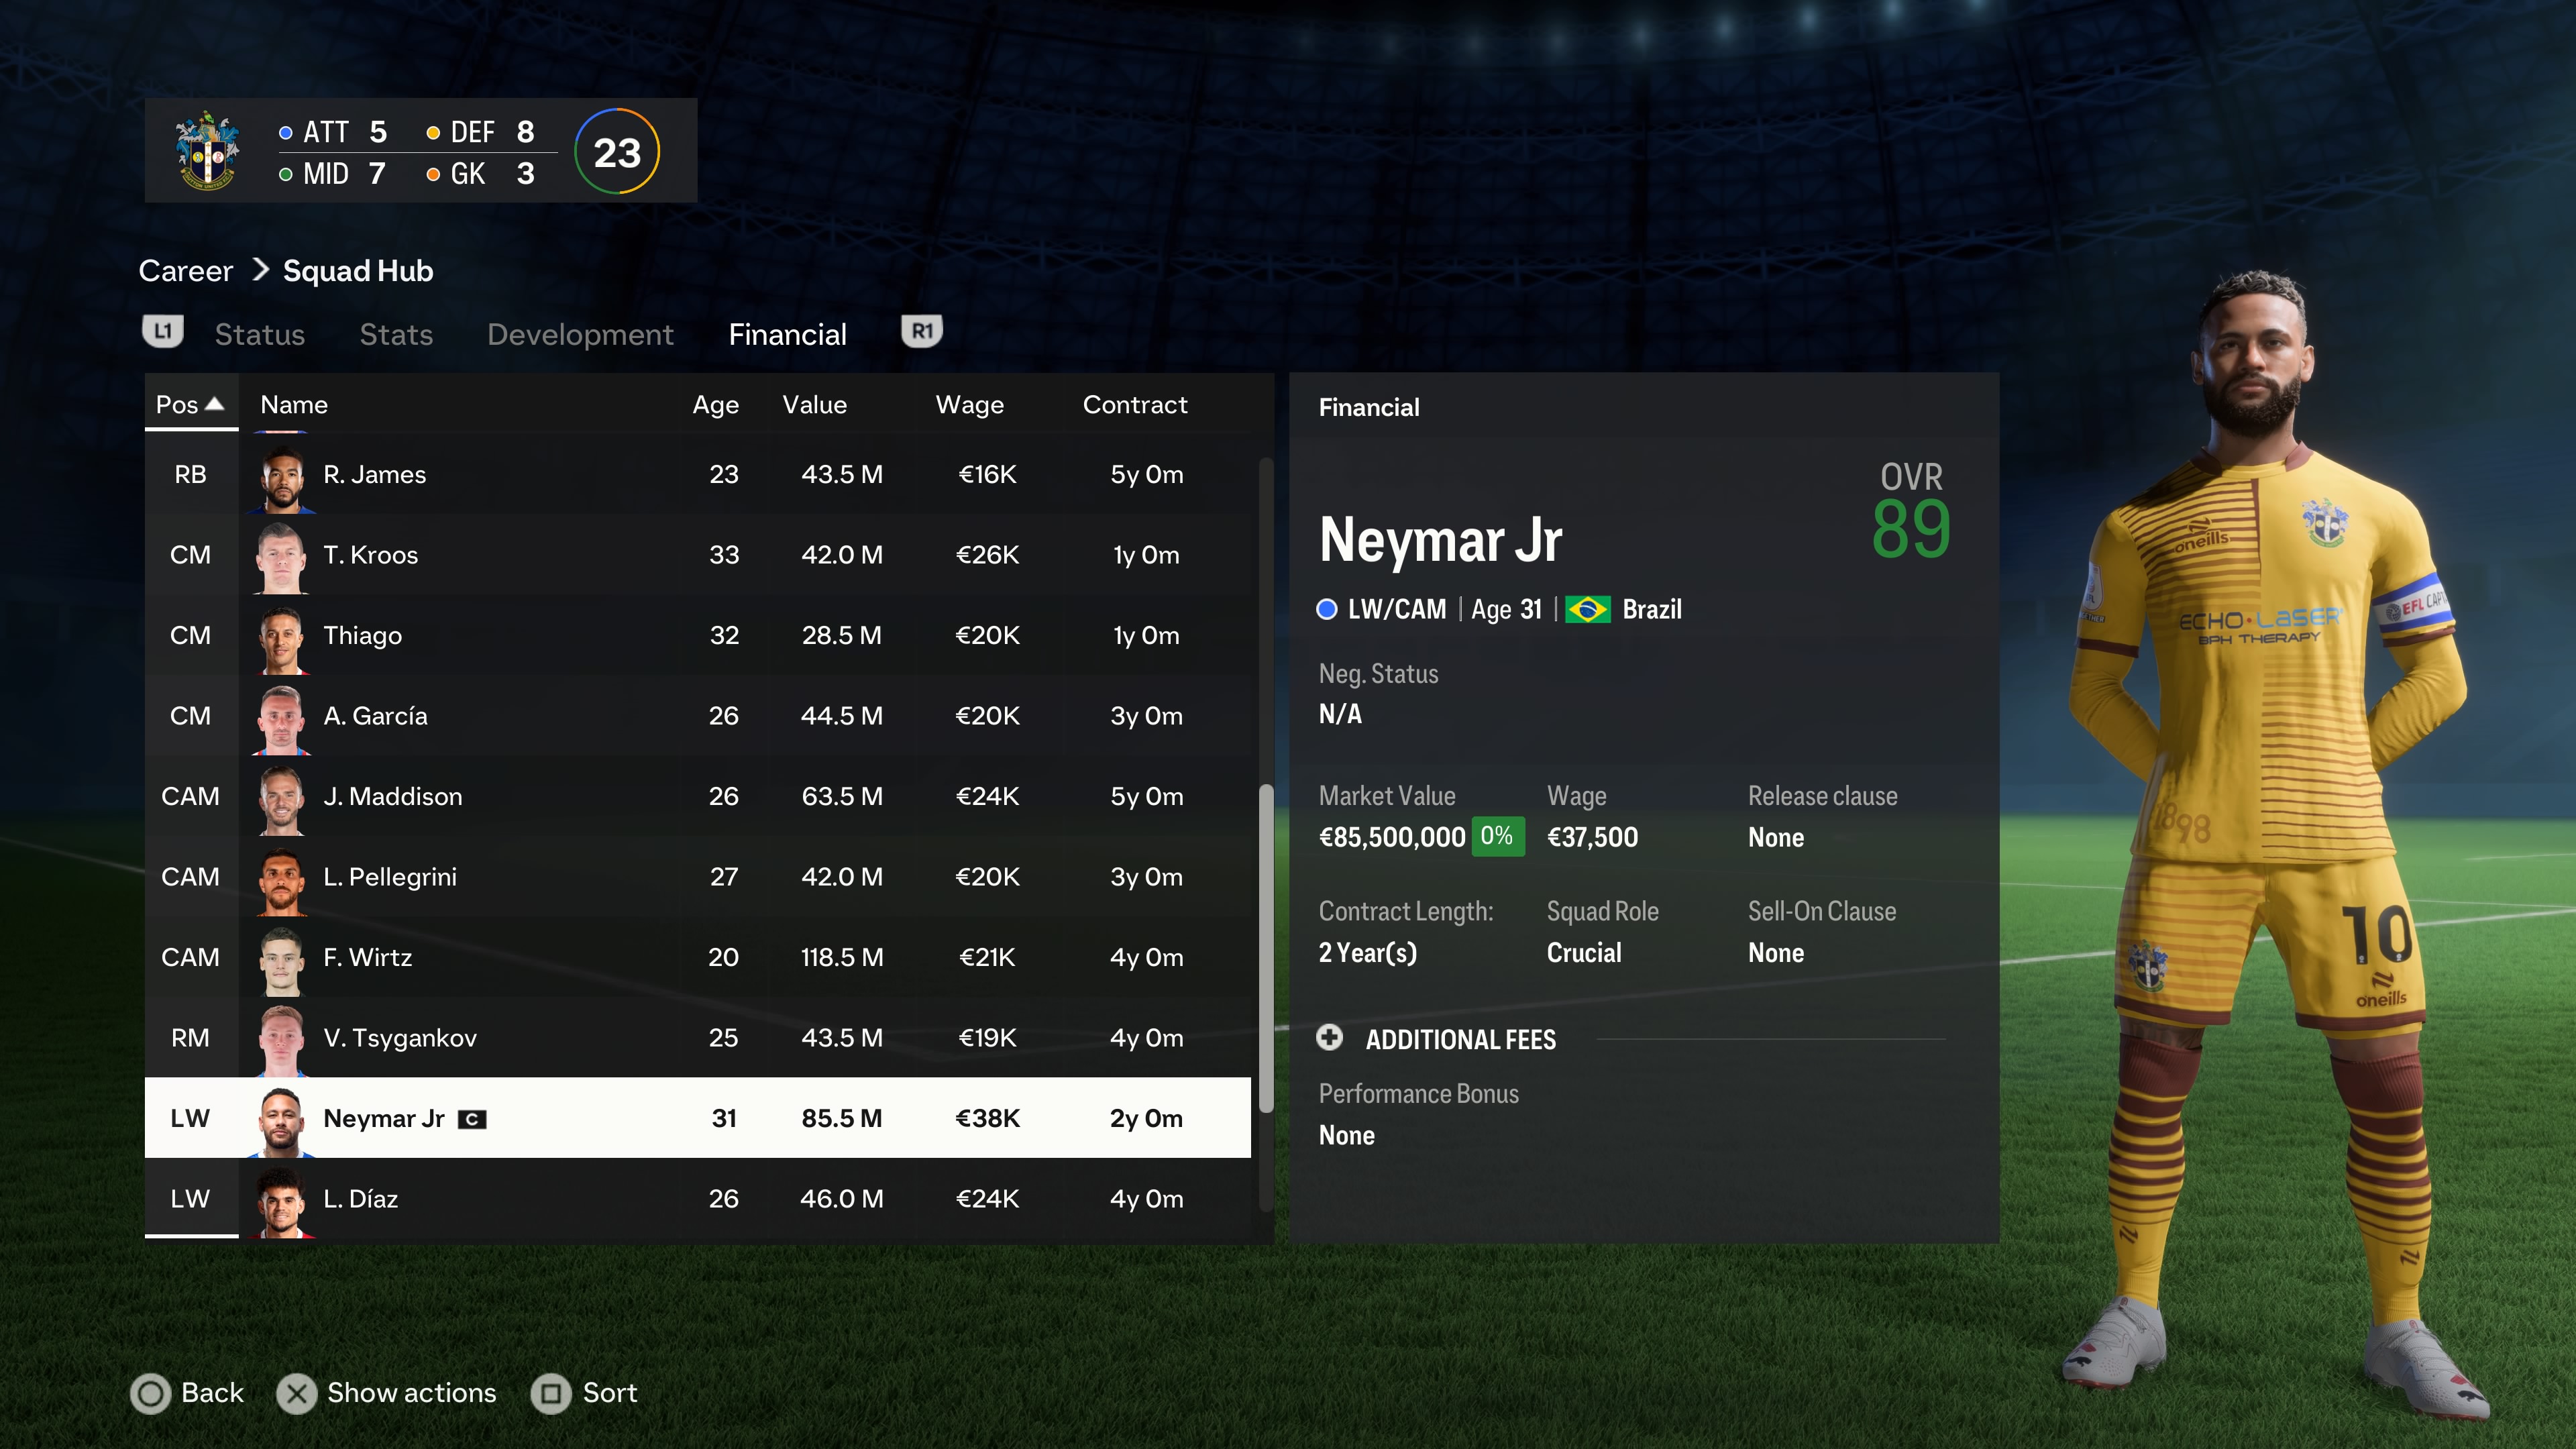 ATT 5 DEF 8
MID 7 GK 3
23
Career > Squad Hub
L1 Status Stats Development Financial R1
Pos Name Age Value Wage Contract
RB R. James 23 43.5 M €16K 5y 0m
CM T. Kroos 33 42.0 M €26K 1y 0m
CM Thiago 32 28.5 M €20K 1y 0m
CM A. García 26 44.5 M €20K 3y 0m
CAM J. Maddison 26 63.5 M €24K 5y 0m
CAM L. Pellegrini 27 42.0 M €20K 3y 0m
CAM F. Wirtz 20 118.5 M €21K 4y 0m
RM V. Tsygankov 25 43.5 M €19K 4y 0m
LW Neymar Jr C 31 85.5 M €38K 2y 0m
LW L. Díaz 26 46.0 M €24K 4y 0m
Financial
OVR
89
Neymar Jr
LW/CAM | Age 31 | Brazil
Neg. Status
N/A
Market Value Wage Release clause
€85,500,000 0% €37,500 None
Contract Length: Squad Role Sell-On Clause
2 Year(s) Crucial None
ADDITIONAL FEES
Performance Bonus
None
oneills
EFL
ECHO LASER
BPH THERAPY
1898
10
oneills
Back Show actions Sort